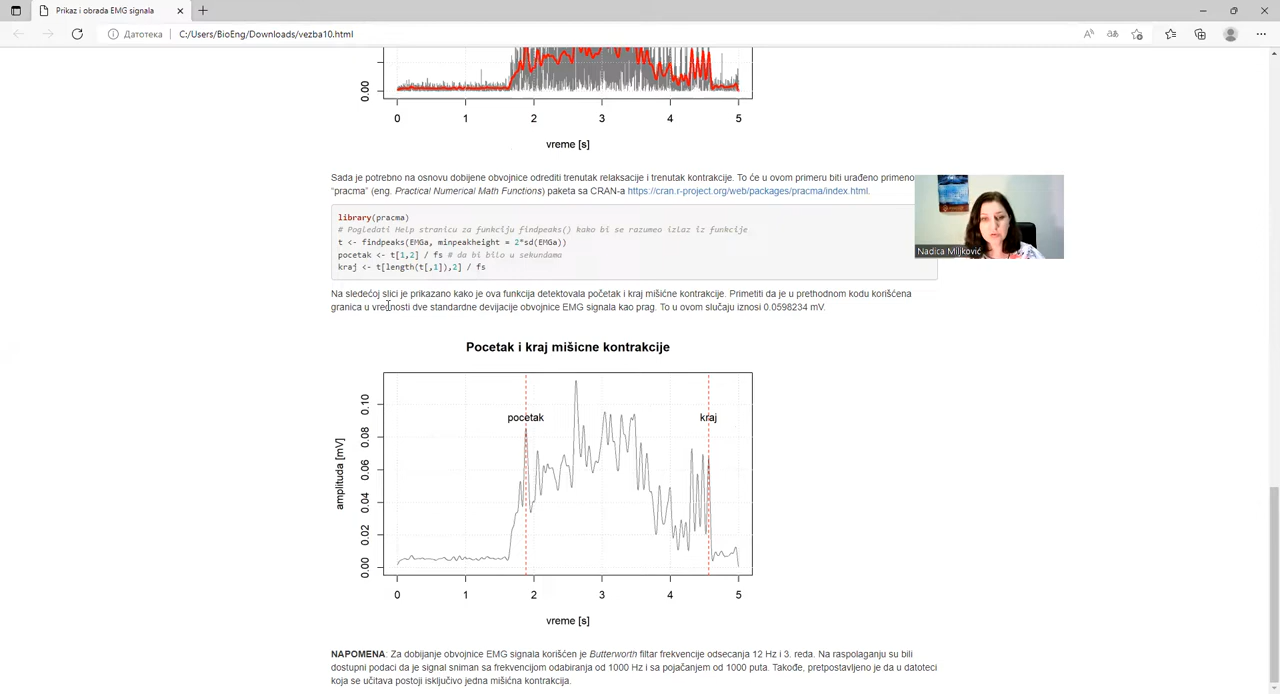 Prikaz i obrada EMG signala
Датотека C:/Users/BioEng/Downloads/vezba10.html
0.00
0 1 2 3 4 5
vreme [s]
Sada je potrebno na osnovu dobijene obvojnice odrediti trenutak relaksacije i trenutak kontrakcije. To će u ovom primeru biti urađeno primeno
“pracma” (eng. Practical Numerical Math Functions) paketa sa CRAN-a https://cran.r-project.org/web/packages/pracma/index.html.
library(pracma)
# Pogledati Help stranicu za funkciju findpeaks() kako bi se razumeo izlaz iz funkcije
t <- findpeaks(EMGa, minpeakheight = 2*sd(EMGa))
pocetak <- t[1,2] / fs # da bi bilo u sekundama
kraj <- t[length(t[,1]),2] / fs
Nadica Miljković
Na sledećoj slici je prikazano kako je ova funkcija detektovala početak i kraj mišićne kontrakcije. Primetiti da je u prethodnom kodu korišćena
granica u vrednosti dve standardne devijacije obvojnice EMG signala kao prag. To u ovom slučaju iznosi 0.0598234 mV.
Pocetak i kraj mišicne kontrakcije
pocetak kraj
amplituda [mV]
0.10
0.08
0.06
0.04
0.02
0.00
0 1 2 3 4 5
vreme [s]
NAPOMENA: Za dobijanje obvojnice EMG signala korišćen je Butterworth filtar frekvencije odsecanja 12 Hz i 3. reda. Na raspolaganju su bili
dostupni podaci da je signal sniman sa frekvencijom odabiranja od 1000 Hz i sa pojačanjem od 1000 puta. Takođe, pretpostavljeno je da u datoteci
koja se učitava postoji isključivo jedna mišićna kontrakcija.